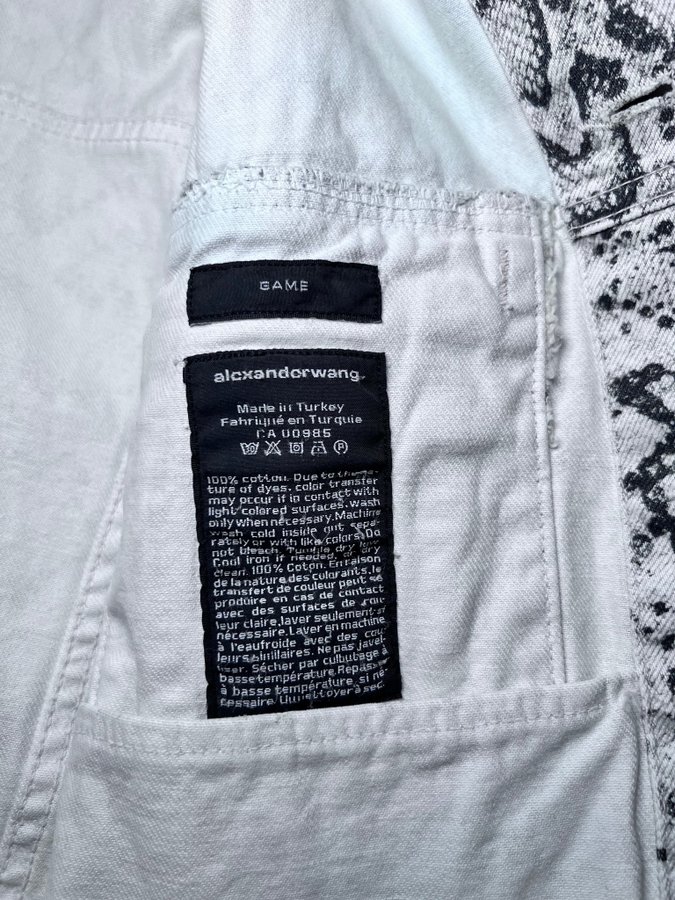 GAME
alexanderwang
Made in Turkey
Fabriqué en Turquie
CA 00985
100% cotton. Due to the na-
ture of dyes, color transfer
may occur if in contact with
light colored surfaces. wash
only when necessary. Machine
wash cold inside out sepa-
rately or with like colors. Do
not bleach. Tumble dry low
Cool iron if needed, or dry
clean. 100% Coton. En raison
de la nature des colorants, le
transfert de couleur peut se
produire en cas de contact
avec des surfaces de cou-
leur claire, laver seulement si
nécessaire. Laver en machine
à l'eaufroide avec des cou-
leurs similaires. Ne pas javel-
liser. Sécher par culbutage à
basse température. Repasser
à basse température, si né-
cessaire. Ou nettoyer à sec.